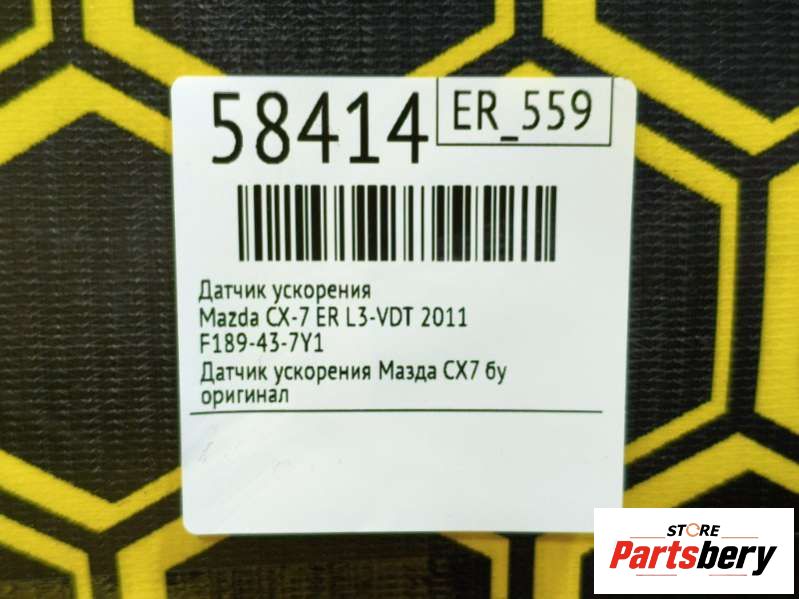 58414
ER_559
Датчик ускорения
Mazda CX-7 ER L3-VDT 2011
F189-43-7Y1
Датчик ускорения Мазда СХ7 бу
оригинал
STORE
Partsbery